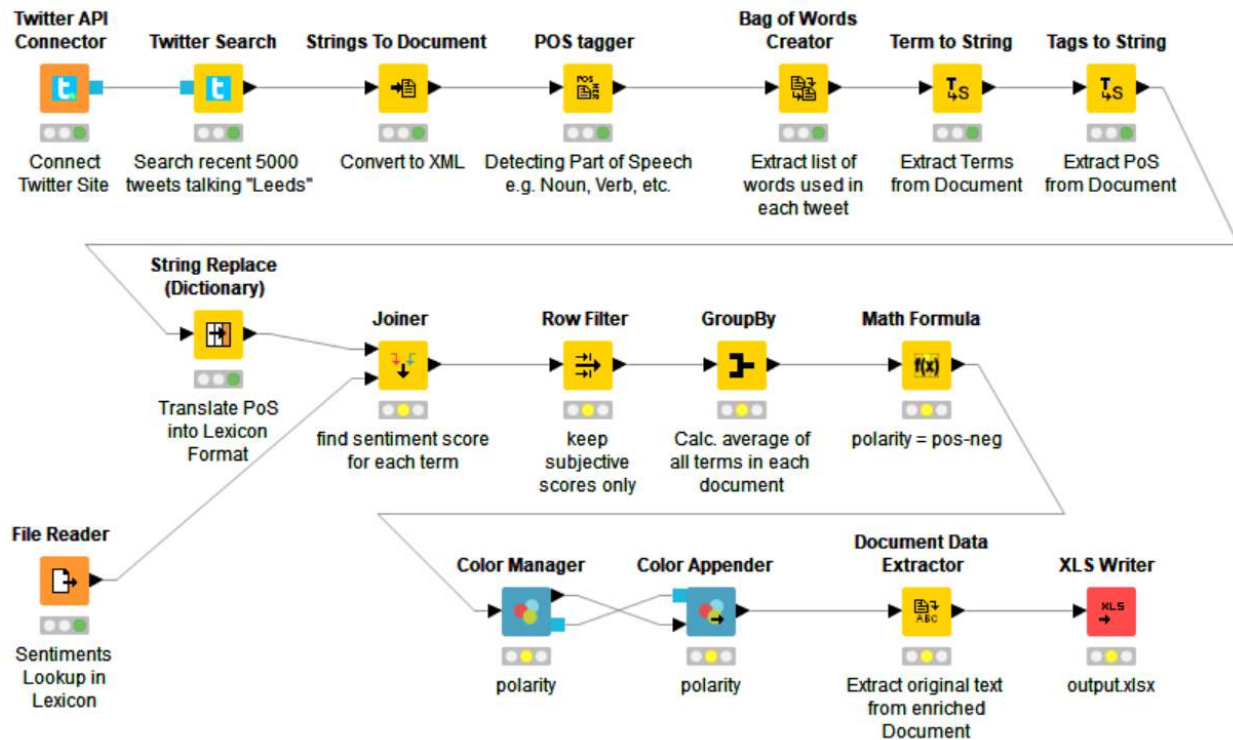 Twitter API
Connector
Twitter Search
Strings To Document
POS tagger
Bag of Words
Creator
Term to String
Tags to String
POS
T
S
T
S
Connect
Twitter Site
Search recent 5000
tweets talking "Leeds"
Convert to XML
Detecting Part of Speech
e.g. Noun, Verb, etc.
Extract list of
words used in
each tweet
Extract Terms
from Document
Extract PoS
from Document
String Replace
(Dictionary)
Joiner
Row Filter
GroupBy
Math Formula
f(x)
Translate PoS
into Lexicon
Format
find sentiment score
for each term
keep
subjective
scores only
Calc. average of
all terms in each
document
polarity = pos-neg
File Reader
Color Manager
Color Appender
Document Data
Extractor
XLS Writer
ABC
XLS
Sentiments
Lookup in
Lexicon
polarity
polarity
Extract original text
from enriched
Document
output.xlsx